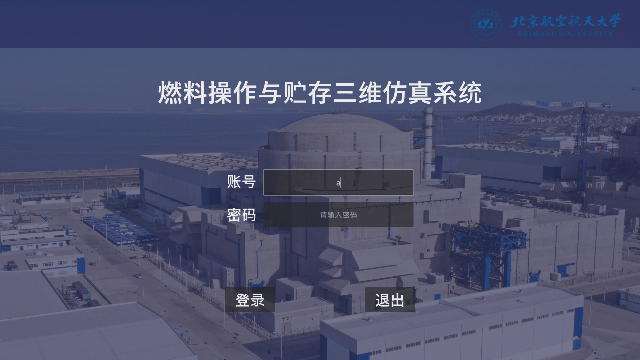 北京航空航天大学
BEIHANG UNIVERSITY
燃料操作与贮存三维仿真系统
账号 a
密码 请输入密码
登录 退出